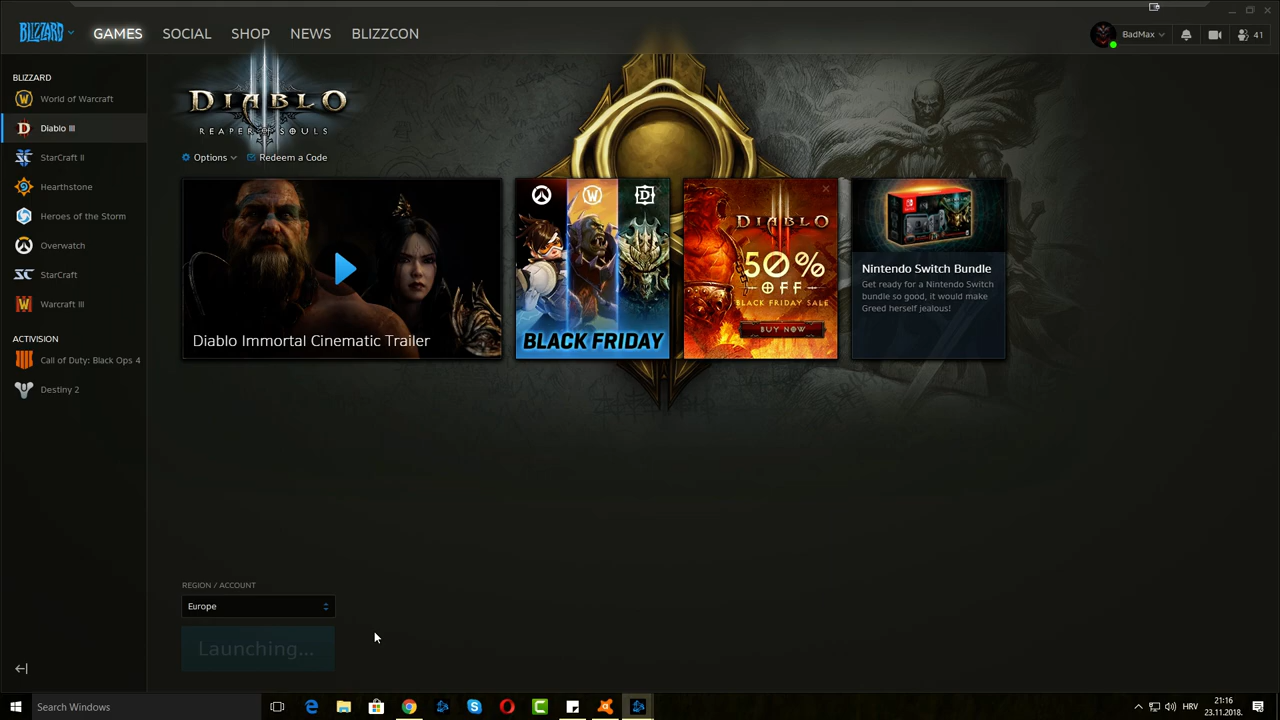 BLIZZARD
GAMES
SOCIAL
SHOP
NEWS
BLIZZCON
BadMax
41
BLIZZARD
World of Warcraft
Diablo III
StarCraft II
Hearthstone
Heroes of the Storm
Overwatch
StarCraft
Warcraft III
ACTIVISION
Call of Duty: Black Ops 4
Destiny 2
DIABLO
REAPER OF SOULS
Options
Redeem a Code
Diablo Immortal Cinematic Trailer
BLACK FRIDAY
DIABLO
50%
OFF
BLACK FRIDAY SALE
BUY NOW
Nintendo Switch Bundle
Get ready for a Nintendo Switch
bundle so good, it would make
Greed herself jealous!
REGION / ACCOUNT
Europe
Launching...
Search Windows
HRV
21:16
23.11.2018.